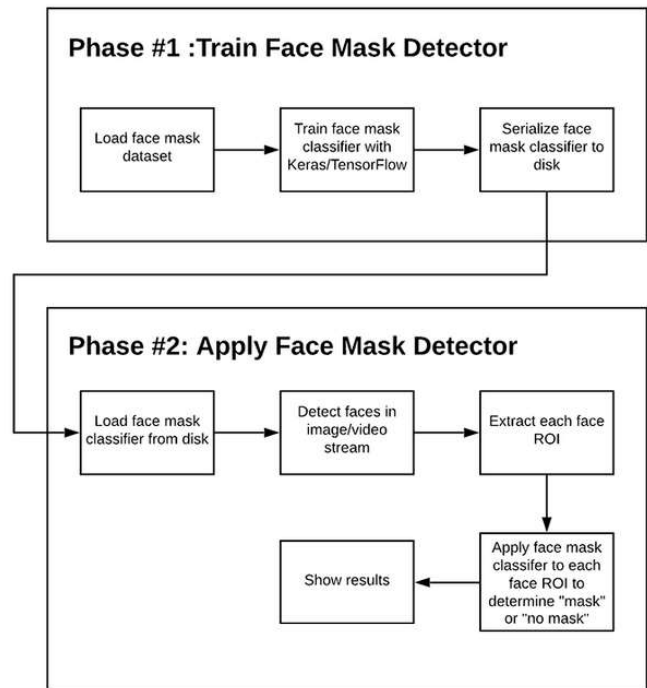 Phase #1 :Train Face Mask Detector
Load face mask
dataset
Train face mask
classifier with
Keras/TensorFlow
Serialize face
mask classifier to
disk
Phase #2: Apply Face Mask Detector
Load face mask
classifier from disk
Detect faces in
image/video
stream
Extract each face
ROI
Show results
Apply face mask
classifer to each
face ROI to
determine "mask"
or "no mask"